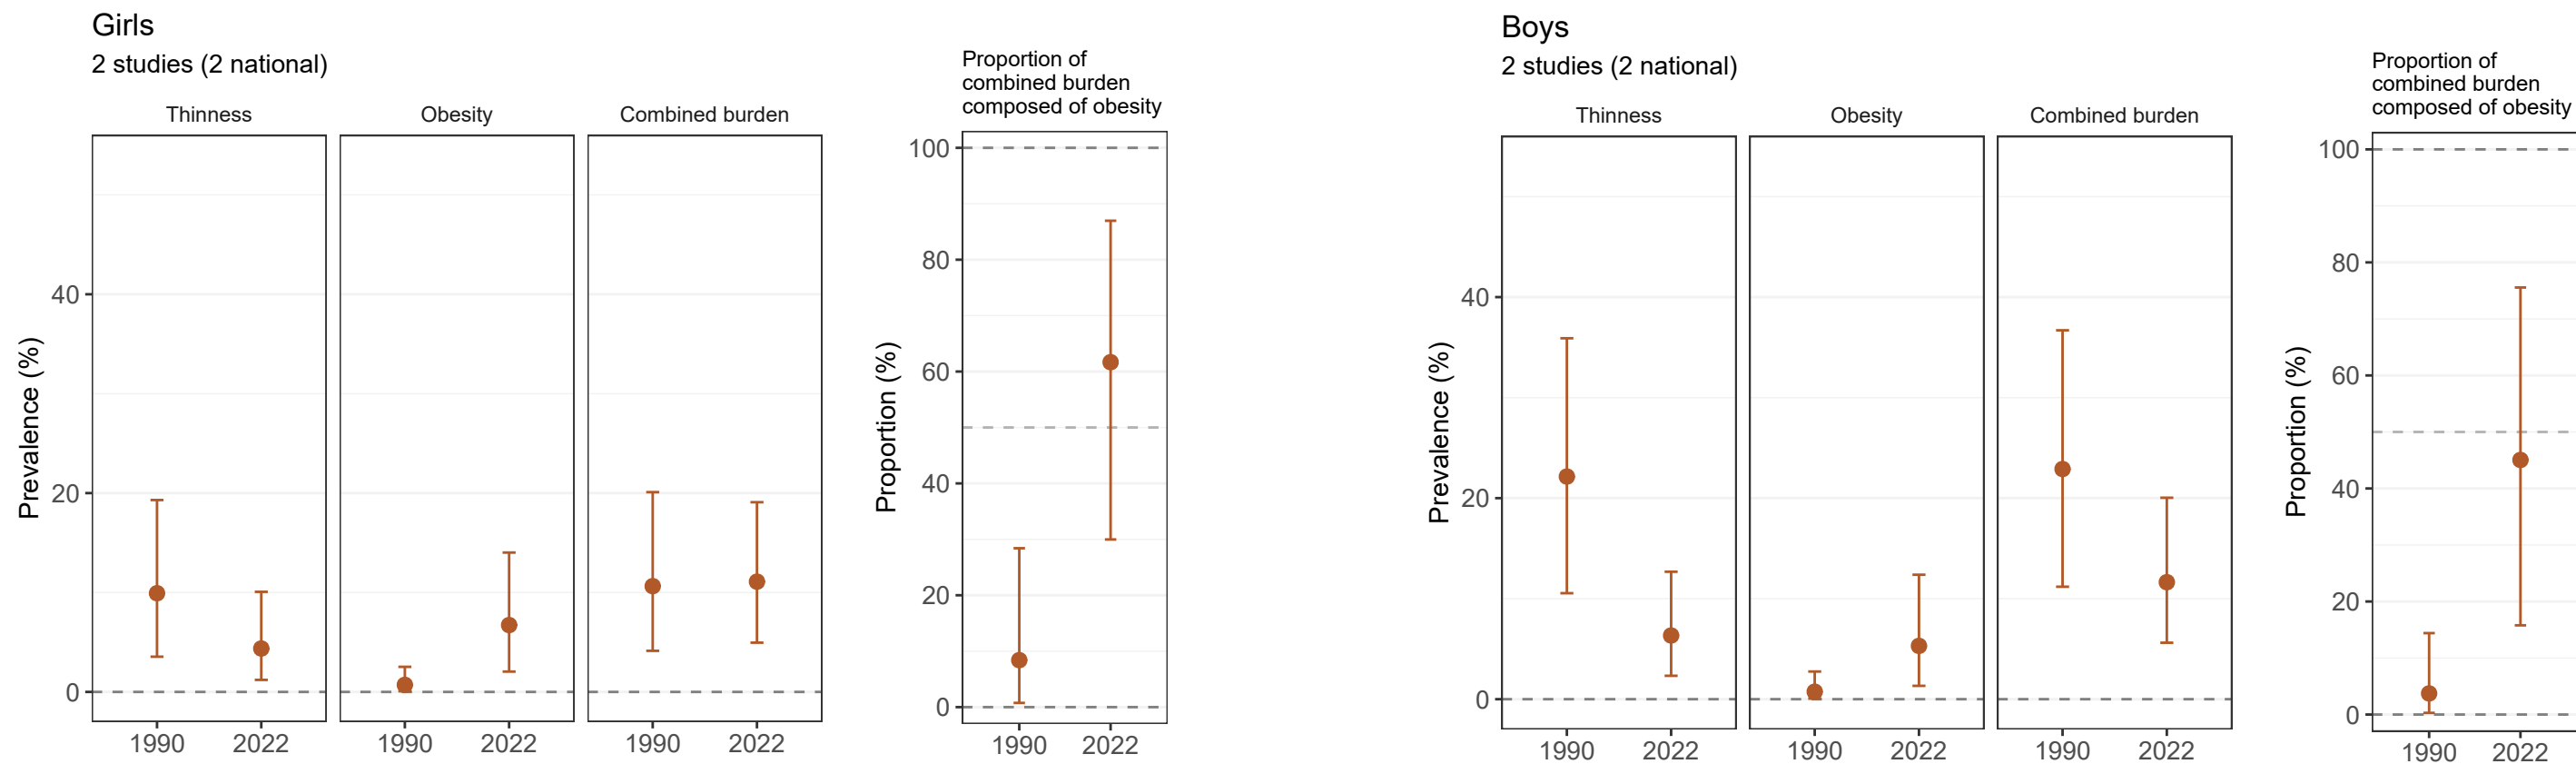 Girls
2 studies (2 national)
Thinness
Obesity
Combined burden
Prevalence (%)
40
20
0
1990 2022
1990 2022
1990 2022
Proportion of
combined burden
composed of obesity
Proportion (%)
100
80
60
40
20
0
1990 2022
Boys
2 studies (2 national)
Thinness
Obesity
Combined burden
Prevalence (%)
40
20
0
1990 2022
1990 2022
1990 2022
Proportion of
combined burden
composed of obesity
Proportion (%)
100
80
60
40
20
0
1990 2022